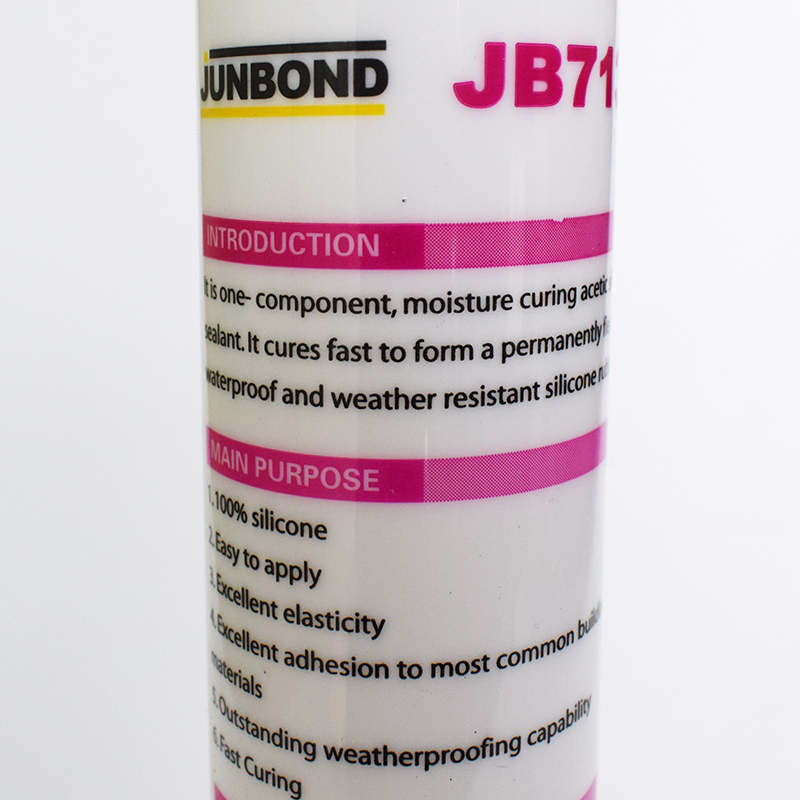 JUNBOND
JB713
INTRODUCTION
It is one- component, moisture curing acetic
sealant. It cures fast to form a permanently
waterproof and weather resistant silicone
MAIN PURPOSE
1.100% silicone
2.Easy to apply
3.Excellent elasticity
4.Excellent adhesion to most common
materials
5.Outstanding weatherproofing capability
6.Fast Curing